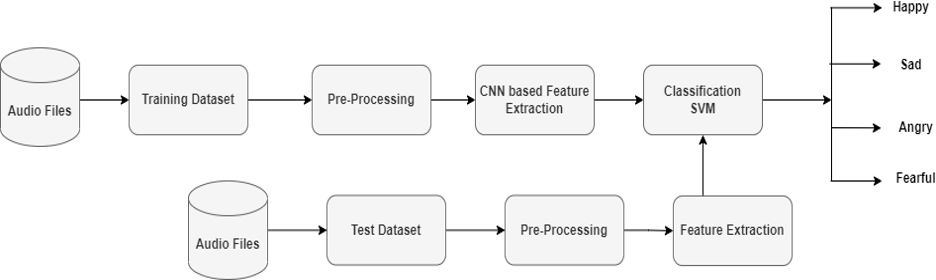 Happy
Sad
Angry
Fearful
Audio Files
Training Dataset
Pre-Processing
CNN based Feature
Extraction
Classification
SVM
Audio Files
Test Dataset
Pre-Processing
Feature Extraction